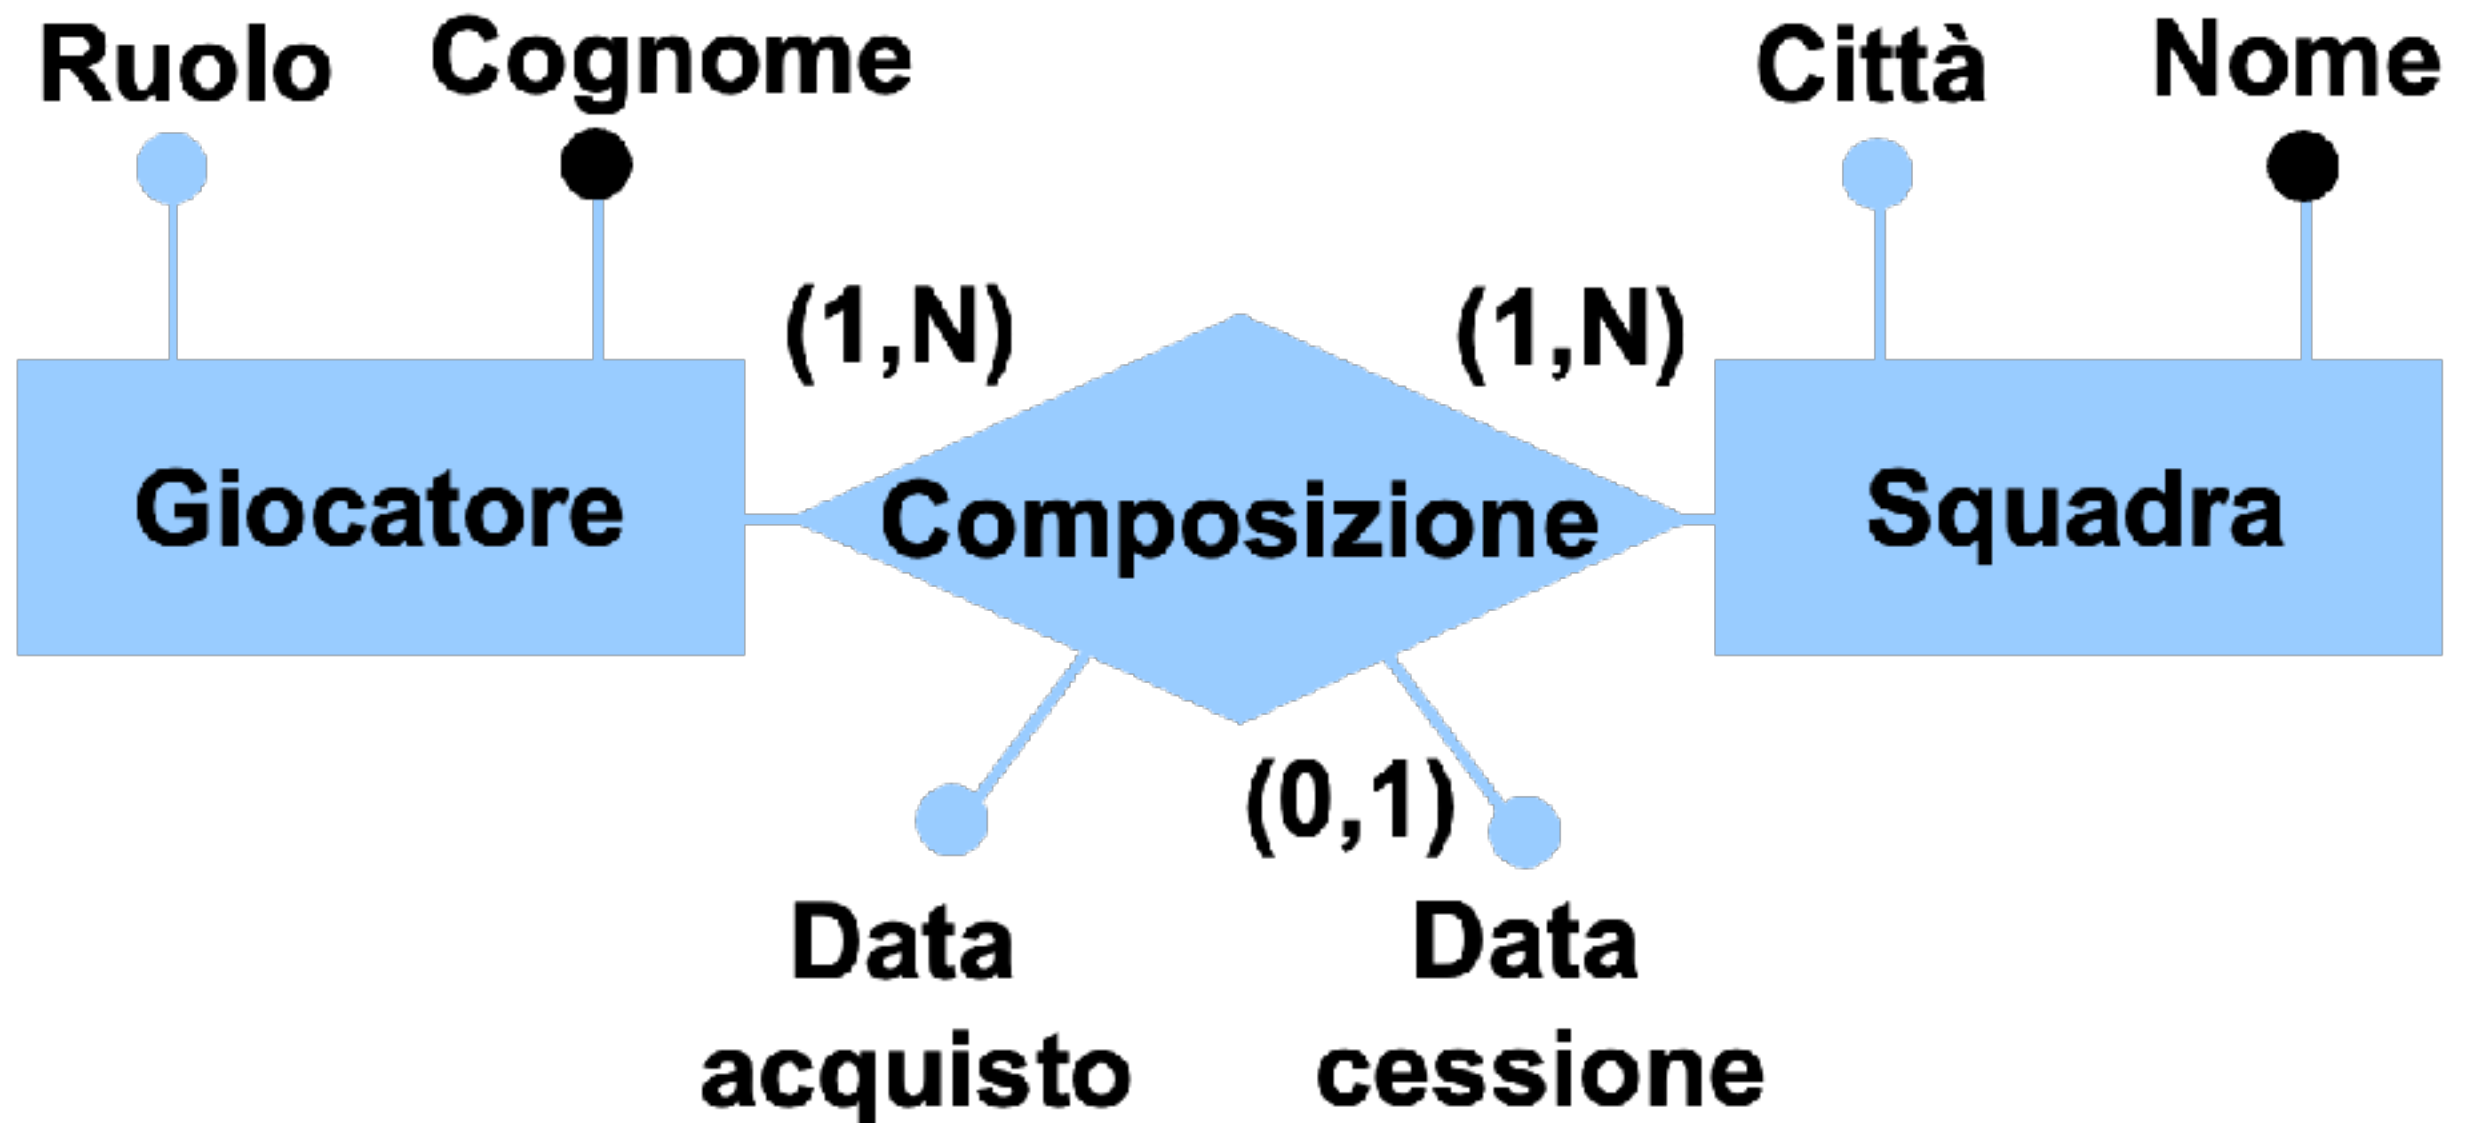 Ruolo Cognome Città Nome
(1,N) (1,N)
Giocatore Composizione Squadra
(0,1)
Data Data
acquisto cessione